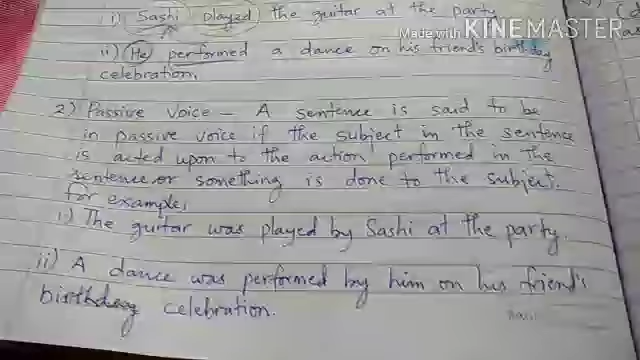 i) Sashi played the guitar at the party
Made with KINEMASTER
ii) He performed a dance on his friend's birthday
celebration.
2) Passive Voice - A sentence is said to be
in passive voice if the subject in the sentence
is acted upon to the action performed in the
sentence or something is done to the subject.
for example,
i) The guitar was played by Sashi at the party.
ii) A dance was performed by him on his friend's
birthday celebration.